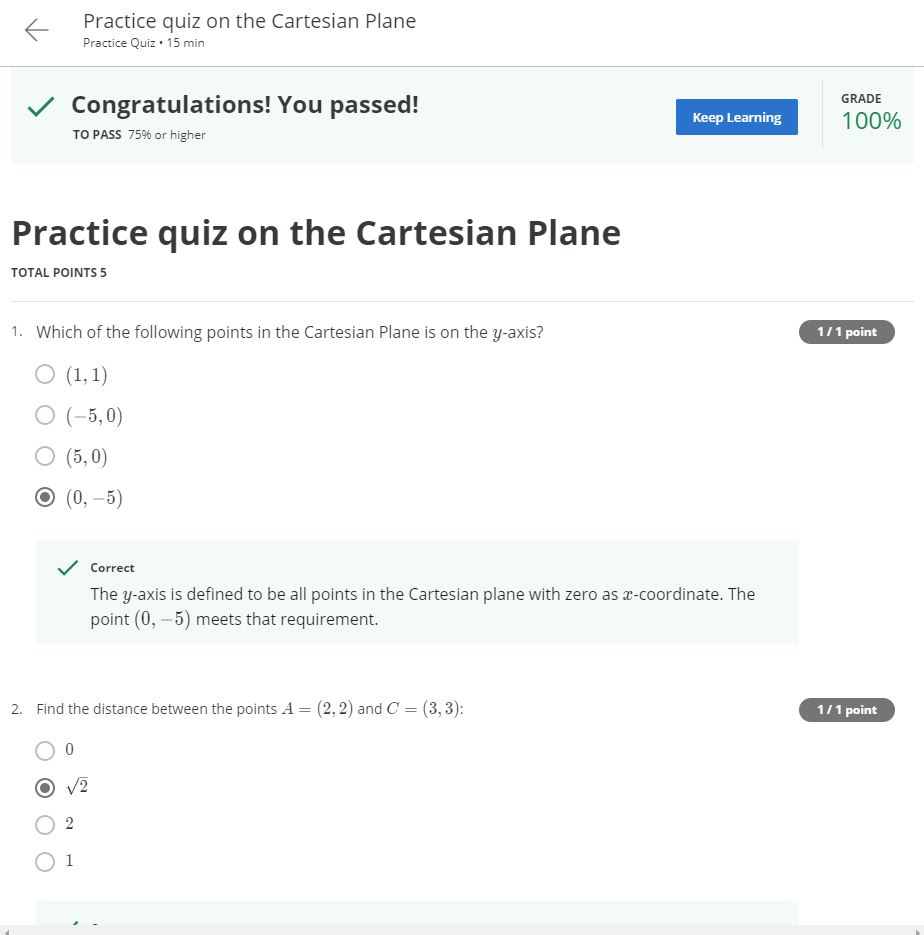 Practice quiz on the Cartesian Plane
Practice Quiz • 15 min
Congratulations! You passed!
TO PASS 75% or higher
Keep Learning
GRADE
100%
Practice quiz on the Cartesian Plane
TOTAL POINTS 5
1. Which of the following points in the Cartesian Plane is on the y-axis?
1 / 1 point
(1, 1)
(−5, 0)
(5, 0)
(0, −5)
Correct
The y-axis is defined to be all points in the Cartesian plane with zero as x-coordinate. The
point (0, −5) meets that requirement.
2. Find the distance between the points A = (2, 2) and C = (3, 3):
1 / 1 point
0
√2
2
1